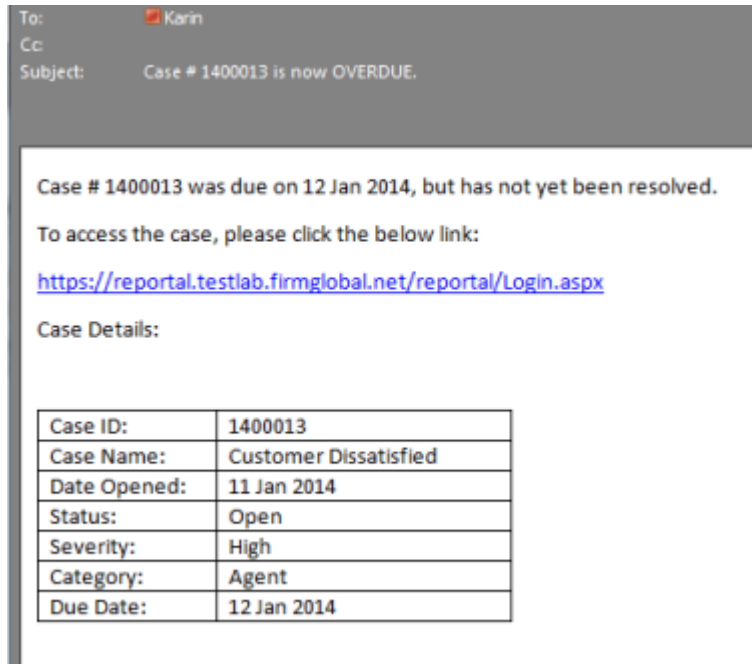 To: Karin
Cc:
Subject: Case # 1400013 is now OVERDUE.
Case # 1400013 was due on 12 Jan 2014, but has not yet been resolved.
To access the case, please click the below link:
https://reportal.testlab.firmglobal.net/reportal/Login.aspx
Case Details:
Case ID: 1400013
Case Name: Customer Dissatisfied
Date Opened: 11 Jan 2014
Status: Open
Severity: High
Category: Agent
Due Date: 12 Jan 2014